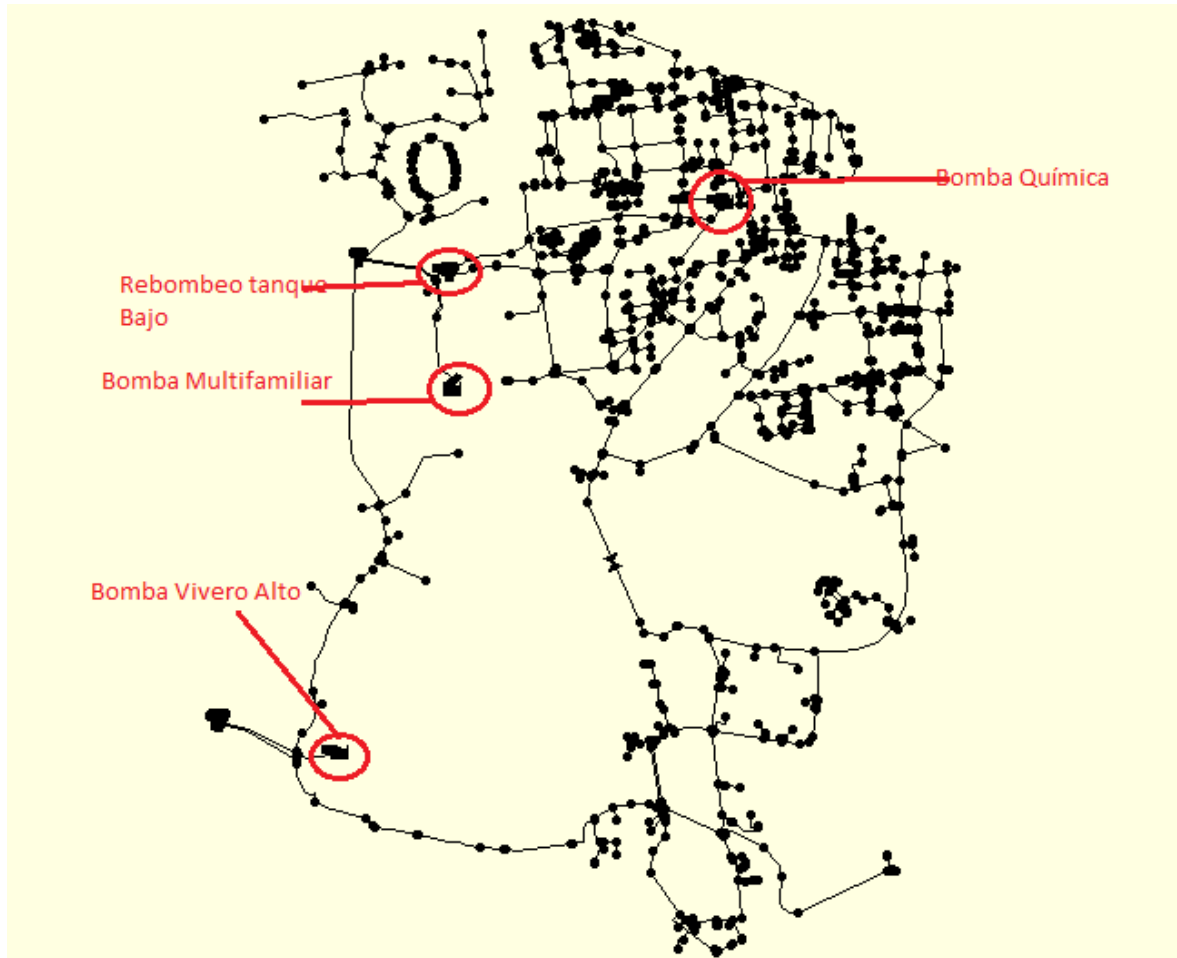 Bomba Química
Rebombeo tanque
Bajo
Bomba Multifamiliar
Bomba Vivero Alto